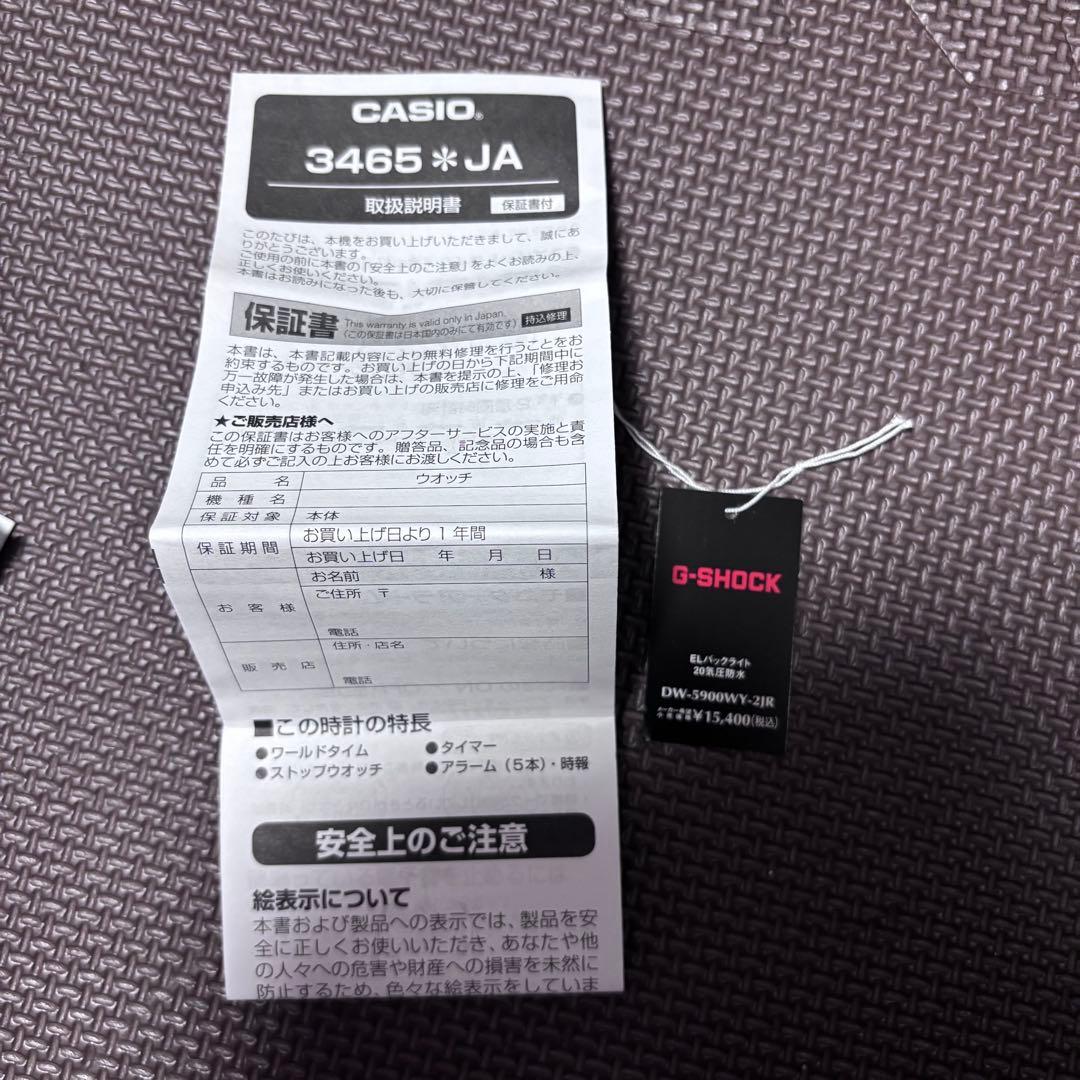 CASIO®
3465＊JA
取扱説明書 保証書付
このたびは、本機をお買い上げいただきまして、誠にあ
りがとうございます。
ご使用の前に本書の「安全上のご注意」をよくお読みの上、
正しくお使いください。
本書はお読みになった後も、大切に保管してください。
保証書 This warranty is valid only in Japan. 持込修理
（この保証書は日本国内のみにて有効です）
本書は、本書記載内容により無料修理を行うことをお
約束するものです。お買い上げの日から下記期間中に
万一故障が発生した場合は、本書を提示の上、「修理お
申込み先」またはお買い上げの販売店に修理をご用命
ください。
★ご販売店様へ
この保証書はお客様へのアフターサービスの実施と責
任を明確にするものです。贈答品、記念品の場合も含
めて必ずご記入の上お客様にお渡しください。
品名 ウオッチ
機種名
保証対象 本体
保証期間 お買い上げ日より1年間
お買い上げ日 年 月 日
お客様 お名前 様
ご住所 〒
電話
販売店 住所・店名
電話
■この時計の特長
●ワールドタイム ●タイマー
●ストップウオッチ ●アラーム（5本）・時報
安全上のご注意
絵表示について
本書および製品への表示では、製品を安
全に正しくお使いいただき、あなたや他
の人々への危害や財産への損害を未然に
防止するため、色々な絵表示をしていま
G-SHOCK
ELバックライト
20気圧防水
DW-5900WY-2JR
メーカー希望小売価格 ¥15,400(税込)